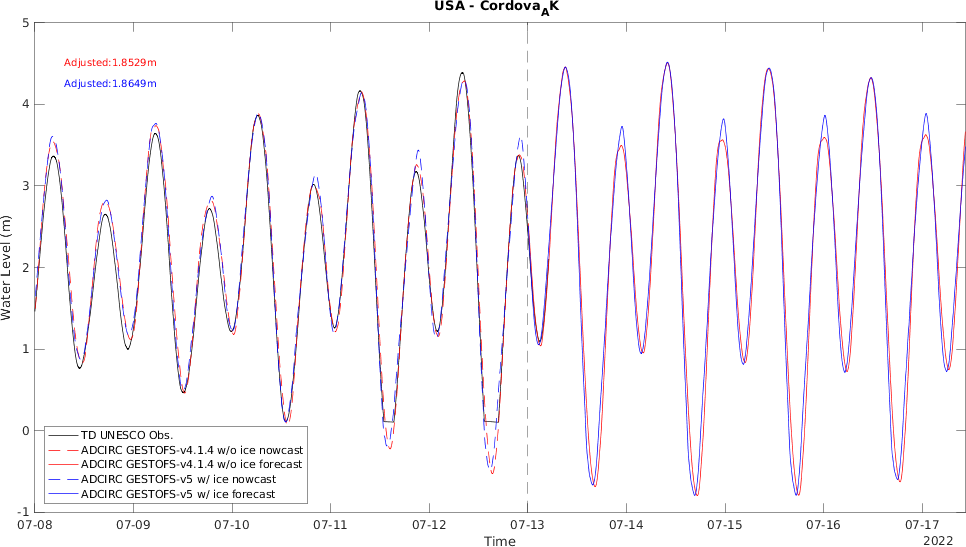 USA - Cordova_AK
Adjusted:1.8529m
Adjusted:1.8649m
Water Level (m)
5
4
3
2
1
0
-1
TD UNESCO Obs.
ADCIRC GESTOFS-v4.1.4 w/o ice nowcast
ADCIRC GESTOFS-v4.1.4 w/o ice forecast
ADCIRC GESTOFS-v5 w/ ice nowcast
ADCIRC GESTOFS-v5 w/ ice forecast
07-08 07-09 07-10 07-11 07-12 07-13 07-14 07-15 07-16 07-17
Time
2022